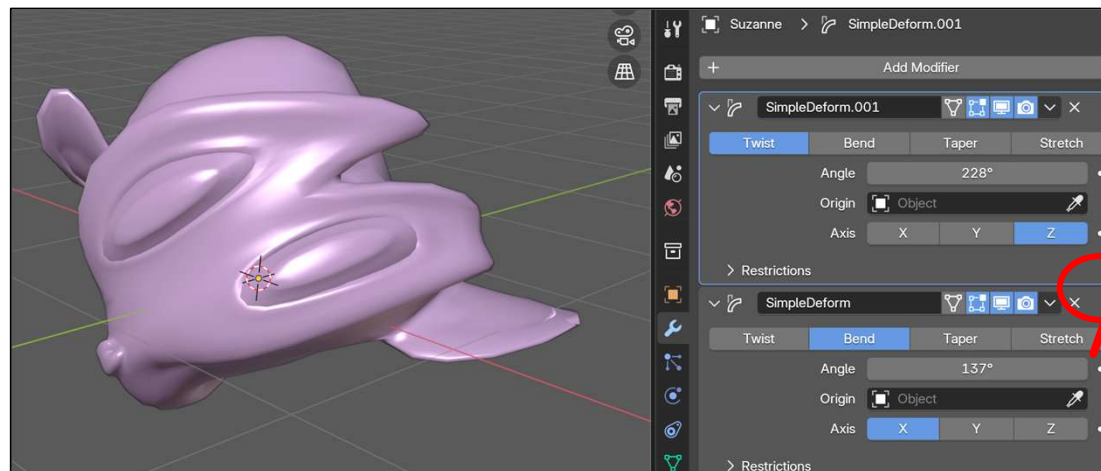 Suzanne > SimpleDeform.001
+ Add Modifier
SimpleDeform.001
Twist Bend Taper Stretch
Angle 228°
Origin Object
Axis X Y Z
> Restrictions
SimpleDeform
Twist Bend Taper Stretch
Angle 137°
Origin Object
Axis X Y Z
> Restrictions